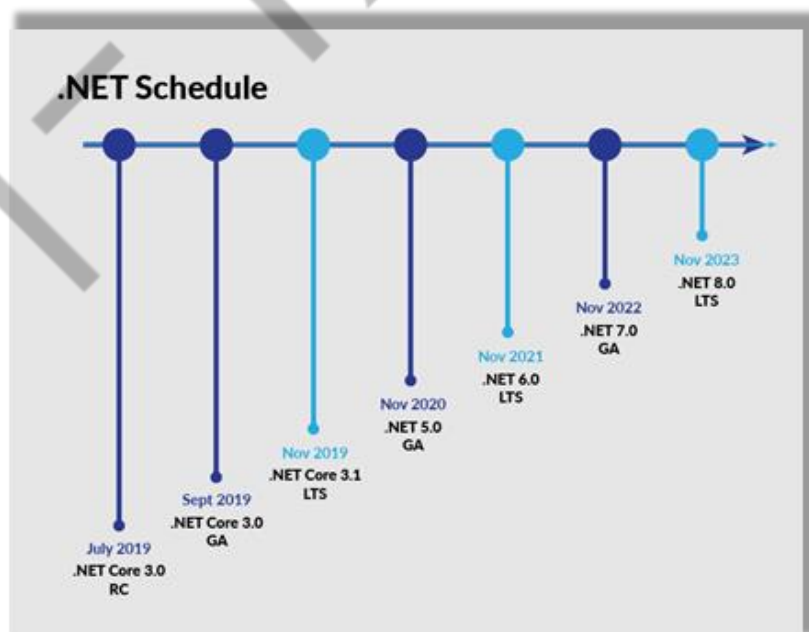 .NET Schedule
July 2019
.NET Core 3.0
RC
Sept 2019
.NET Core 3.0
GA
Nov 2019
.NET Core 3.1
LTS
Nov 2020
.NET 5.0
GA
Nov 2021
.NET 6.0
LTS
Nov 2022
.NET 7.0
GA
Nov 2023
.NET 8.0
LTS